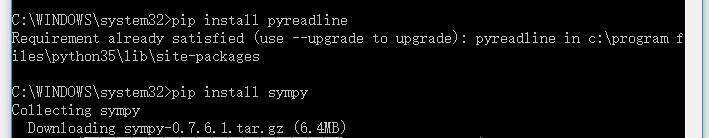 C:\WINDOWS\system32>pip install pyreadline
Requirement already satisfied (use --upgrade to upgrade): pyreadline in c:\program f
iles\python35\lib\site-packages
C:\WINDOWS\system32>pip install sympy
Collecting sympy
  Downloading sympy-0.7.6.1.tar.gz (6.4MB)